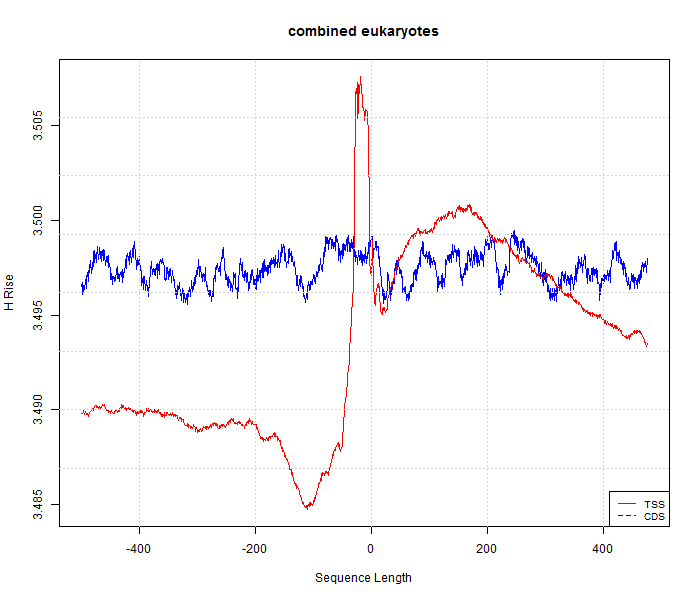 combined eukaryotes
H Rise
3.505
3.500
3.495
3.490
3.485
-400
-200
0
200
400
Sequence Length
TSS
CDS